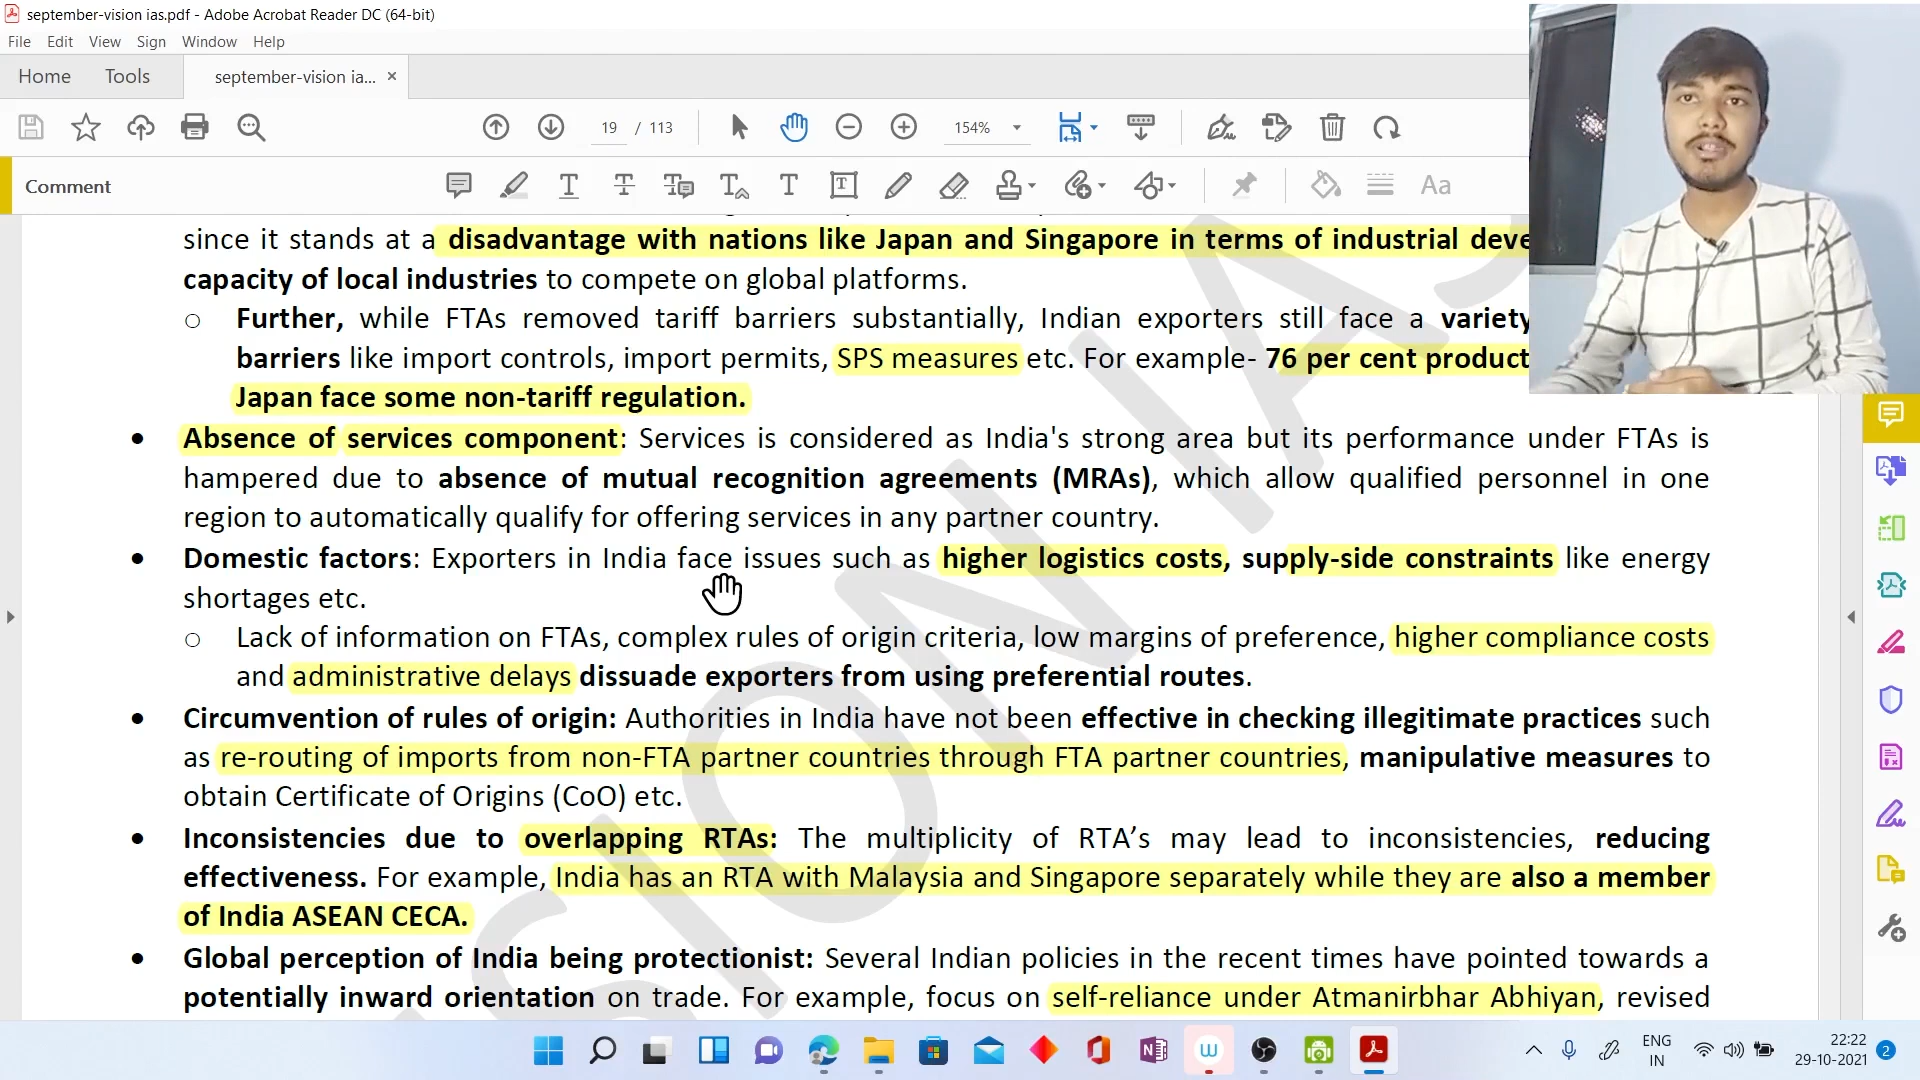 september-vision ias.pdf - Adobe Acrobat Reader DC (64-bit)
File Edit View Sign Window Help
Home Tools september-vision ia... ×
19 / 113 154%
Comment
since it stands at a disadvantage with nations like Japan and Singapore in terms of industrial deve
capacity of local industries to compete on global platforms.
o Further, while FTAs removed tariff barriers substantially, Indian exporters still face a variety
barriers like import controls, import permits, SPS measures etc. For example- 76 per cent product
Japan face some non-tariff regulation.
• Absence of services component: Services is considered as India's strong area but its performance under FTAs is
hampered due to absence of mutual recognition agreements (MRAs), which allow qualified personnel in one
region to automatically qualify for offering services in any partner country.
• Domestic factors: Exporters in India face issues such as higher logistics costs, supply-side constraints like energy
shortages etc.
o Lack of information on FTAs, complex rules of origin criteria, low margins of preference, higher compliance costs
and administrative delays dissuade exporters from using preferential routes.
• Circumvention of rules of origin: Authorities in India have not been effective in checking illegitimate practices such
as re-routing of imports from non-FTA partner countries through FTA partner countries, manipulative measures to
obtain Certificate of Origins (CoO) etc.
• Inconsistencies due to overlapping RTAs: The multiplicity of RTA’s may lead to inconsistencies, reducing
effectiveness. For example, India has an RTA with Malaysia and Singapore separately while they are also a member
of India ASEAN CECA.
• Global perception of India being protectionist: Several Indian policies in the recent times have pointed towards a
potentially inward orientation on trade. For example, focus on self-reliance under Atmanirbhar Abhiyan, revised
ENG
IN
22:22
29-10-2021
2